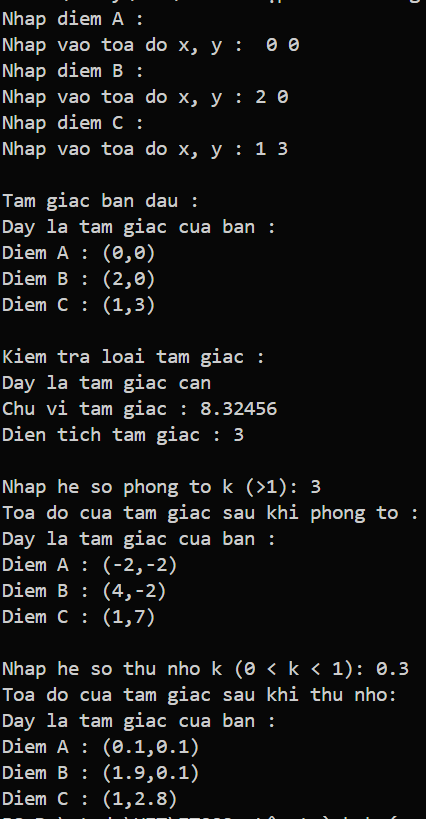 Nhap diem A :
Nhap vao toa do x, y :  0 0
Nhap diem B :
Nhap vao toa do x, y : 2 0
Nhap diem C :
Nhap vao toa do x, y : 1 3

Tam giac ban dau :
Day la tam giac cua ban :
Diem A : (0,0)
Diem B : (2,0)
Diem C : (1,3)

Kiem tra loai tam giac :
Day la tam giac can
Chu vi tam giac : 8.32456
Dien tich tam giac : 3

Nhap he so phong to k (>1): 3
Toa do cua tam giac sau khi phong to :
Day la tam giac cua ban :
Diem A : (-2,-2)
Diem B : (4,-2)
Diem C : (1,7)

Nhap he so thu nho k (0 < k < 1): 0.3
Toa do cua tam giac sau khi thu nho:
Day la tam giac cua ban :
Diem A : (0.1,0.1)
Diem B : (1.9,0.1)
Diem C : (1,2.8)